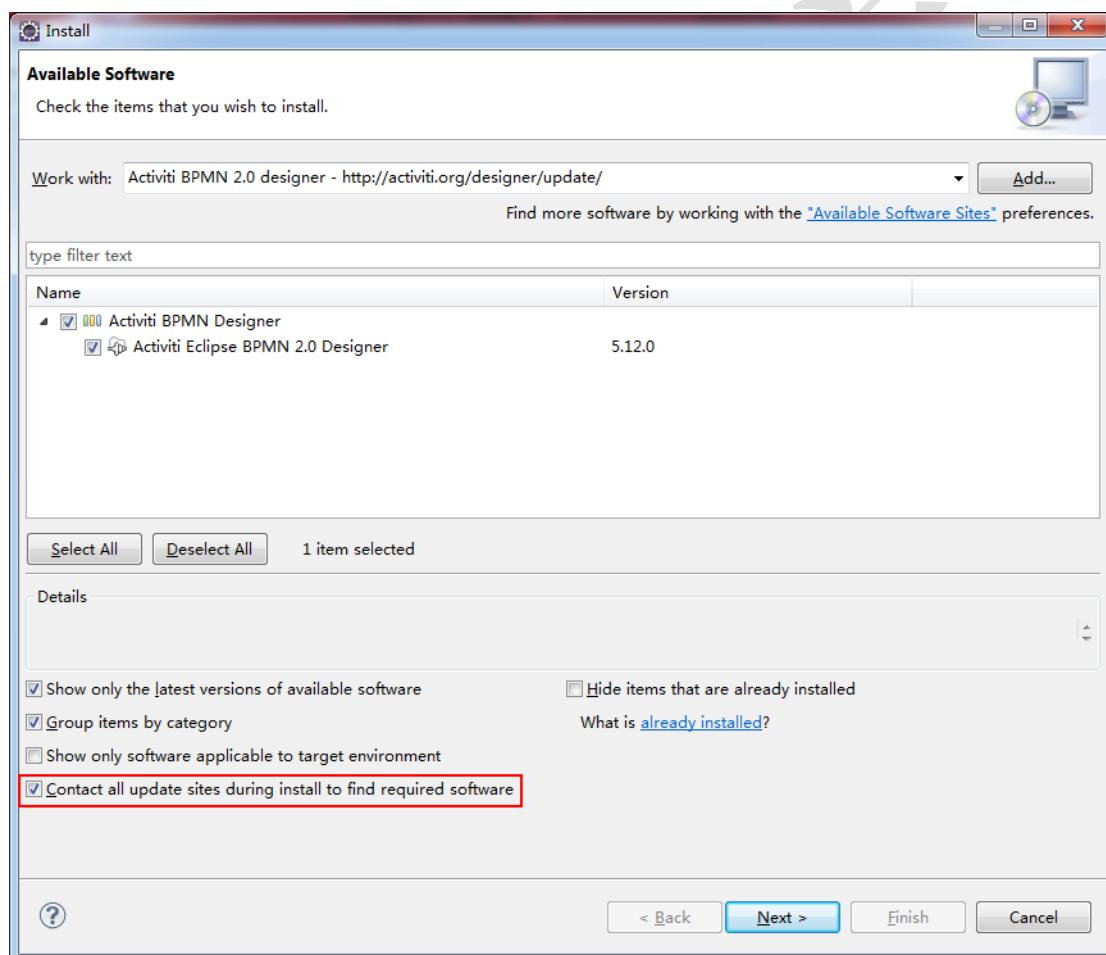 Install
Available Software
Check the items that you wish to install.
Work with: Activiti BPMN 2.0 designer - http://activiti.org/designer/update/ Add...
Find more software by working with the "Available Software Sites" preferences.
type filter text
Name Version
Activiti BPMN Designer
Activiti Eclipse BPMN 2.0 Designer 5.12.0
Select All Deselect All 1 item selected
Details
Show only the latest versions of available software Hide items that are already installed
Group items by category What is already installed?
Show only software applicable to target environment
Contact all update sites during install to find required software
? < Back Next > Finish Cancel